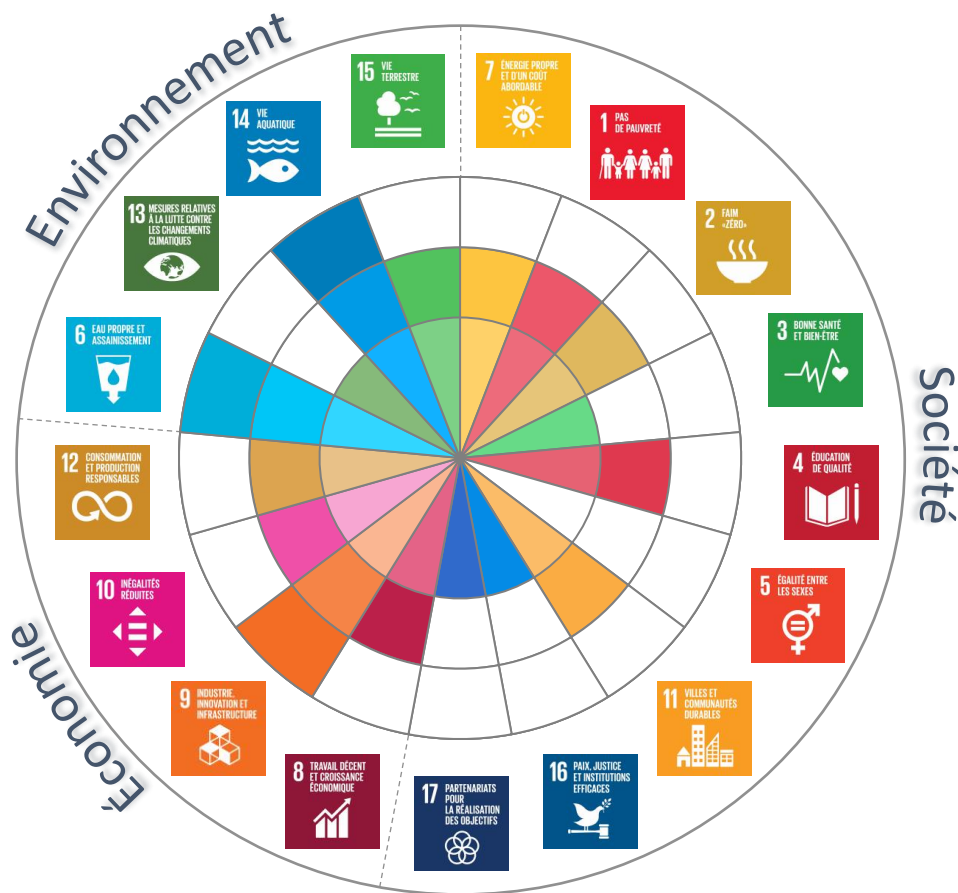 Environnement
15 VIE
TERRESTRE
7 ÉNERGIE PROPRE
ET D'UN COÛT
ABORDABLE
14 VIE
AQUATIQUE
1 PAS
DE PAUVRETÉ
13 MESURES RELATIVES
À LA LUTTE CONTRE
LES CHANGEMENTS
CLIMATIQUES
2 FAIM
«ZÉRO»
6 EAU PROPRE ET
ASSAINISSEMENT
3 BONNE SANTÉ
ET BIEN-ÊTRE
Société
12 CONSOMMATION
ET PRODUCTION
RESPONSABLES
4 ÉDUCATION
DE QUALITÉ
10 INÉGALITÉS
RÉDUITES
5 ÉGALITÉ ENTRE
LES SEXES
Économie
9 INDUSTRIE,
INNOVATION ET
INFRASTRUCTURE
11 VILLES ET
COMMUNAUTÉS
DURABLES
8 TRAVAIL DÉCENT
ET CROISSANCE
ÉCONOMIQUE
17 PARTENARIATS
POUR
LA RÉALISATION
DES OBJECTIFS
16 PAIX, JUSTICE
ET INSTITUTIONS
EFFICACES